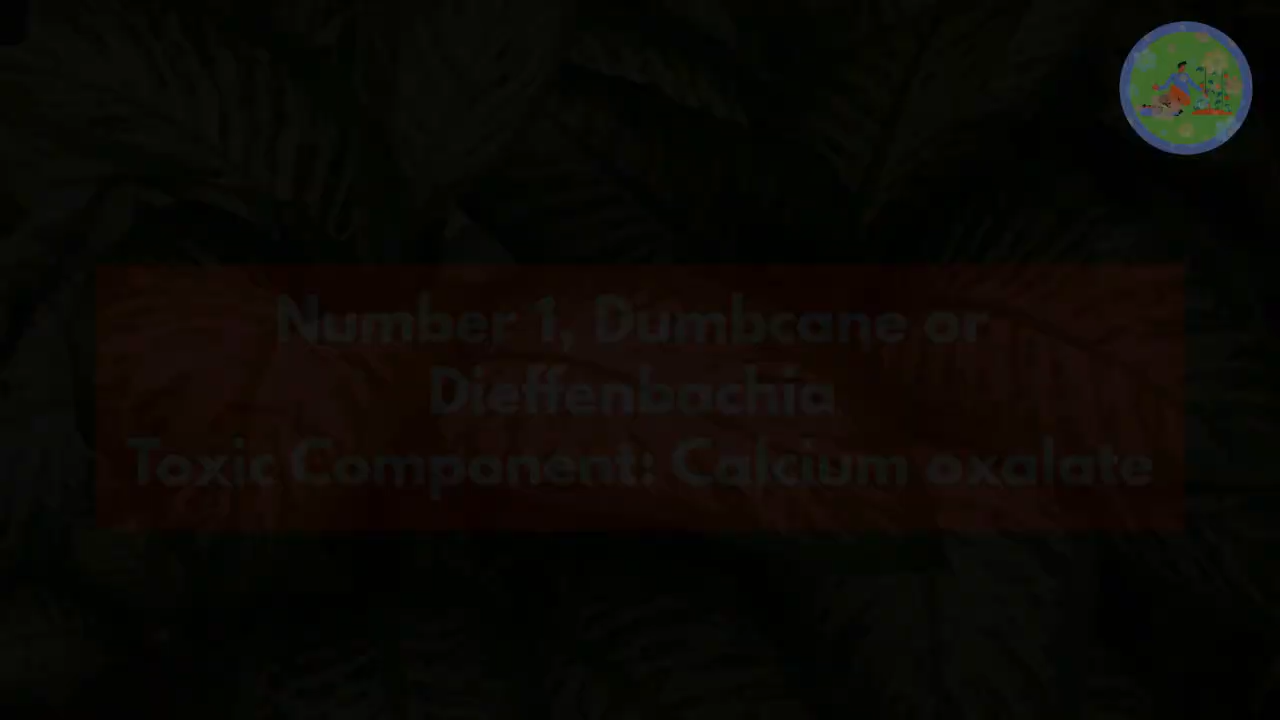 Number 1, Dumbcane or
Dieffenbachia
Toxic Component: Calcium oxalate